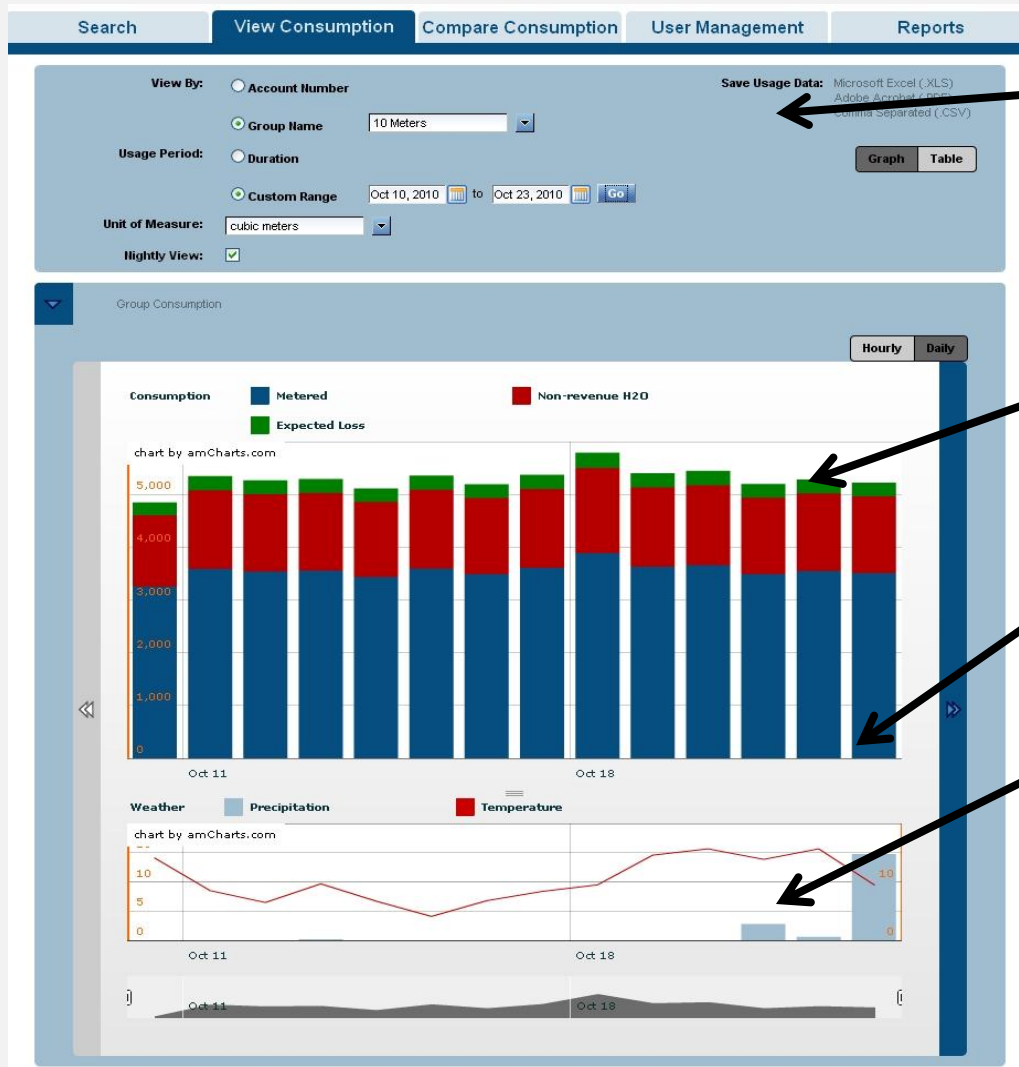 Search View Consumption Compare Consumption User Management Reports
View By: Account Number
Group Name 10 Meters
Usage Period: Duration
Custom Range Oct 10, 2010 to Oct 23, 2010 Go
Unit of Measure: cubic meters
Nightly View:
Save Usage Data: Microsoft Excel (.XLS)
Adobe Acrobat (.PDF)
Comma Separated (.CSV)
Graph Table
Group Consumption
Hourly Daily
Consumption Metered Non-revenue H2O
Expected Loss
chart by amCharts.com
5,000
4,000
3,000
2,000
1,000
0
Oct 11 Oct 18
Weather Precipitation Temperature
chart by amCharts.com
10 10
5
0 0
Oct 11 Oct 18
Oct 11 Oct 18